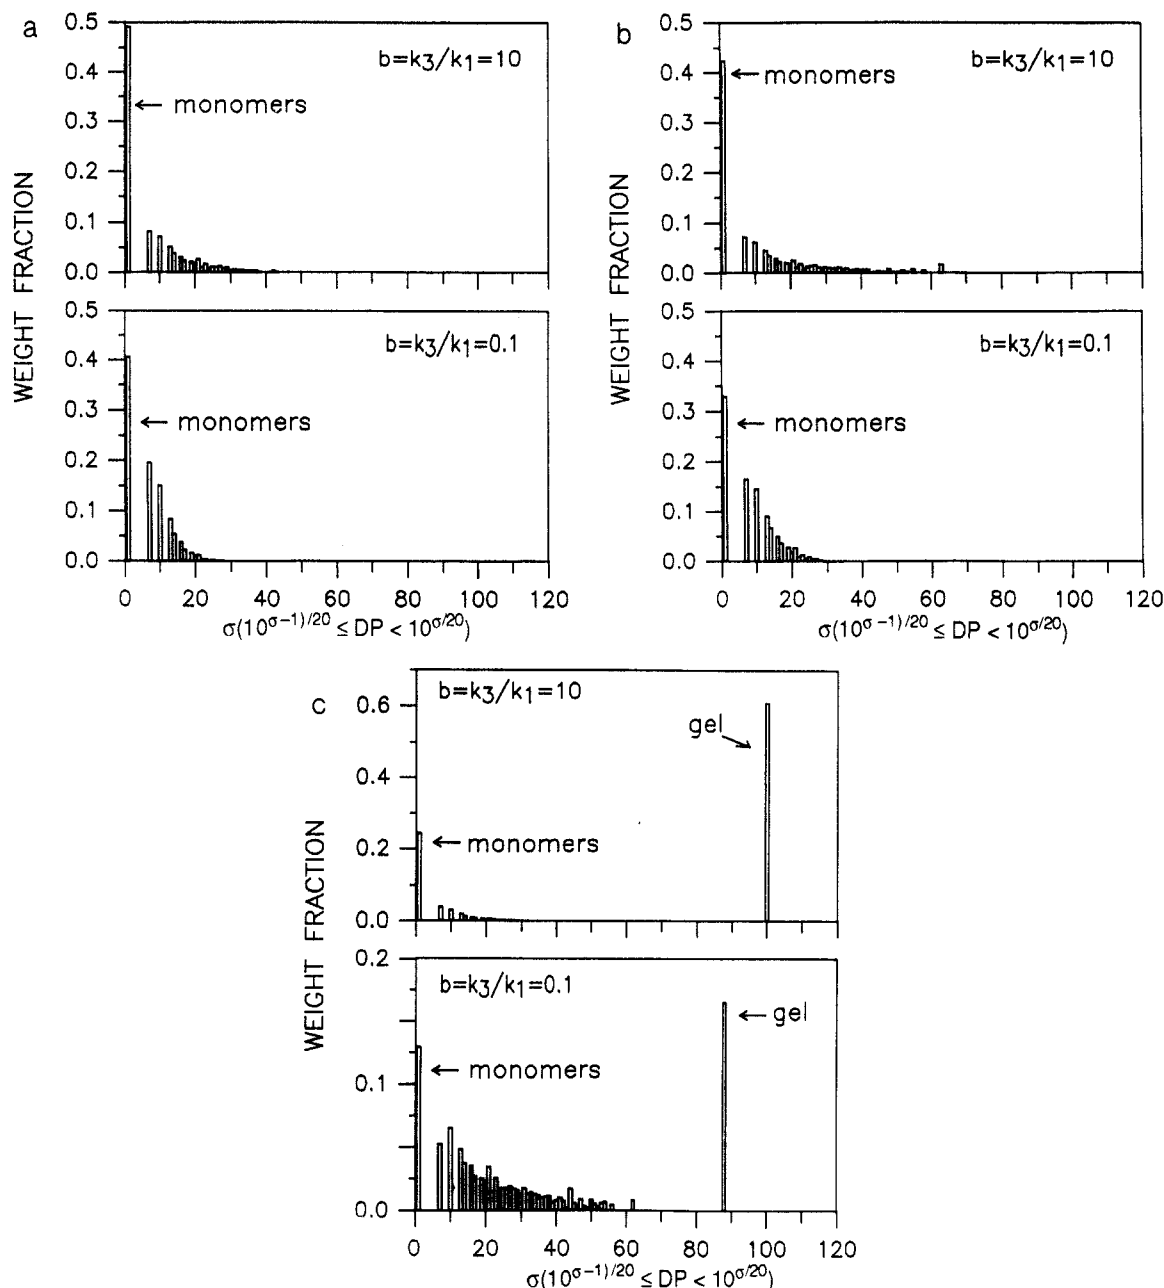 a
WEIGHT FRACTION
0.5
0.4
0.3
0.2
0.1
0.0
b=k3/k1=10
← monomers
0.5
0.4
0.3
0.2
0.1
0.0
b=k3/k1=0.1
← monomers
0 20 40 60 80 100 120
σ(10^σ−1)/20 ≤ DP < 10^σ/20)
b
WEIGHT FRACTION
0.5
0.4
0.3
0.2
0.1
0.0
b=k3/k1=10
← monomers
0.5
0.4
0.3
0.2
0.1
0.0
b=k3/k1=0.1
← monomers
0 20 40 60 80 100 120
σ(10^σ−1)/20 ≤ DP < 10^σ/20)
c
WEIGHT FRACTION
0.6
0.4
0.2
0.0
b=k3/k1=10
gel
← monomers
0.2
0.1
0.0
b=k3/k1=0.1
← gel
← monomers
0 20 40 60 80 100 120
σ(10^σ−1)/20 ≤ DP < 10^σ/20)